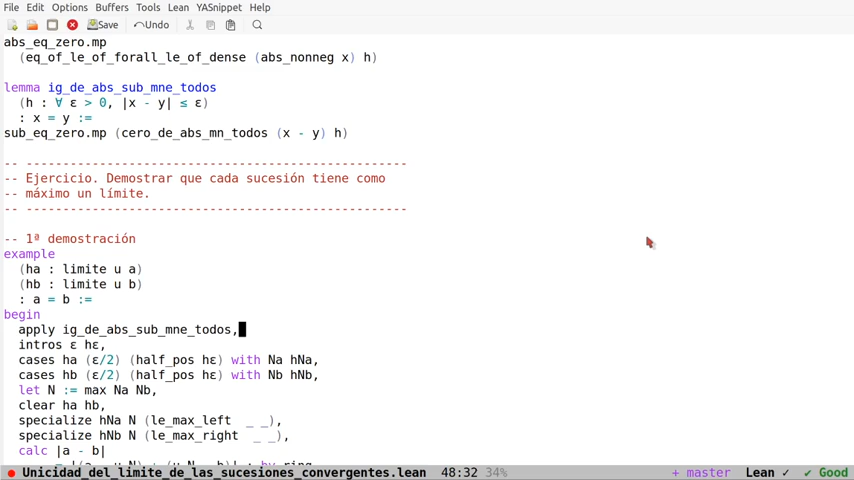 File Edit Options Buffers Tools Lean YASnippet Help
Save Undo
abs_eq_zero.mp
(eq_of_le_of_forall_le_of_dense (abs_nonneg x) h)
lemma ig_de_abs_sub_mne_todos
(h : ∀ ε > 0, |x - y| ≤ ε)
: x = y :=
sub_eq_zero.mp (cero_de_abs_mn_todos (x - y) h)
-- ---------------------------------------------------
-- Ejercicio. Demostrar que cada sucesión tiene como
-- máximo un límite.
-- ---------------------------------------------------
-- 1ª demostración
example
(ha : limite u a)
(hb : limite u b)
: a = b :=
begin
apply ig_de_abs_sub_mne_todos,
intros ε hε,
cases ha (ε/2) (half_pos hε) with Na hNa,
cases hb (ε/2) (half_pos hε) with Nb hNb,
let N := max Na Nb,
clear ha hb,
specialize hNa N (le_max_left _ _),
specialize hNb N (le_max_right _ _),
calc |a - b|
Unicidad_del_limite_de_las_sucesiones_convergentes.lean 48:32 34% + master Lean ✓ ✔ Good